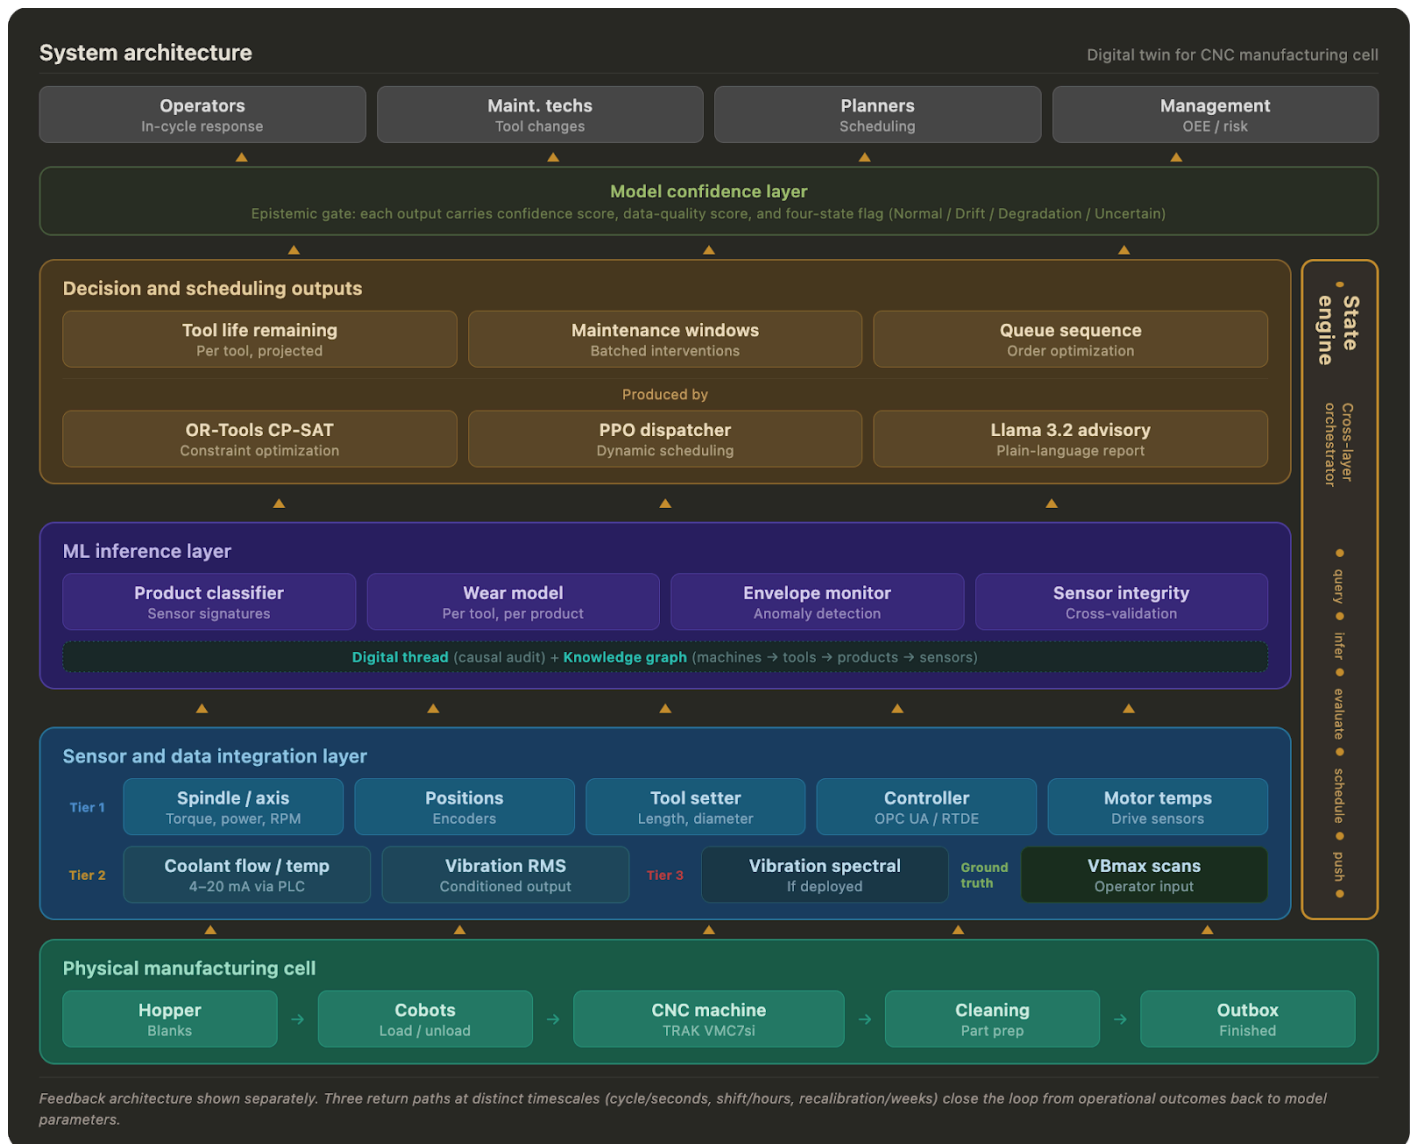 System architecture
Digital twin for CNC manufacturing cell
Operators
In-cycle response
Maint. techs
Tool changes
Planners
Scheduling
Management
OEE / risk
Model confidence layer
Epistemic gate: each output carries confidence score, data-quality score, and four-state flag (Normal / Drift / Degradation / Uncertain)
Decision and scheduling outputs
Tool life remaining
Per tool, projected
Maintenance windows
Batched interventions
Queue sequence
Order optimization
Produced by
OR-Tools CP-SAT
Constraint optimization
PPO dispatcher
Dynamic scheduling
Llama 3.2 advisory
Plain-language report
State
engine
Cross-layer
orchestrator
query
infer
evaluate
schedule
push
ML inference layer
Product classifier
Sensor signatures
Wear model
Per tool, per product
Envelope monitor
Anomaly detection
Sensor integrity
Cross-validation
Digital thread (causal audit) + Knowledge graph (machines → tools → products → sensors)
Sensor and data integration layer
Tier 1
Spindle / axis
Torque, power, RPM
Positions
Encoders
Tool setter
Length, diameter
Controller
OPC UA / RTDE
Motor temps
Drive sensors
Tier 2
Coolant flow / temp
4–20 mA via PLC
Vibration RMS
Conditioned output
Tier 3
Vibration spectral
If deployed
Ground
truth
VBmax scans
Operator input
Physical manufacturing cell
Hopper
Blanks
→
Cobots
Load / unload
→
CNC machine
TRAK VMC7si
→
Cleaning
Part prep
→
Outbox
Finished
Feedback architecture shown separately. Three return paths at distinct timescales (cycle/seconds, shift/hours, recalibration/weeks) close the loop from operational outcomes back to model
parameters.